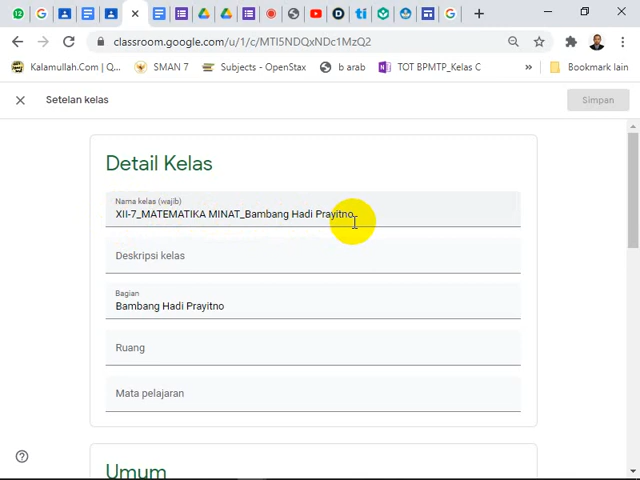 12
classroom.google.com/u/1/c/MTI5NDQxNDc1MzQ2
Kalamullah.Com | Q...
SMAN 7
Subjects - OpenStax
b arab
TOT BPMTP_Kelas C
»
Bookmark lain
Setelan kelas
Simpan
Detail Kelas
Nama kelas (wajib)
XII-7_MATEMATIKA MINAT_Bambang Hadi Prayitno
Deskripsi kelas
Bagian
Bambang Hadi Prayitno
Ruang
Mata pelajaran
Umum